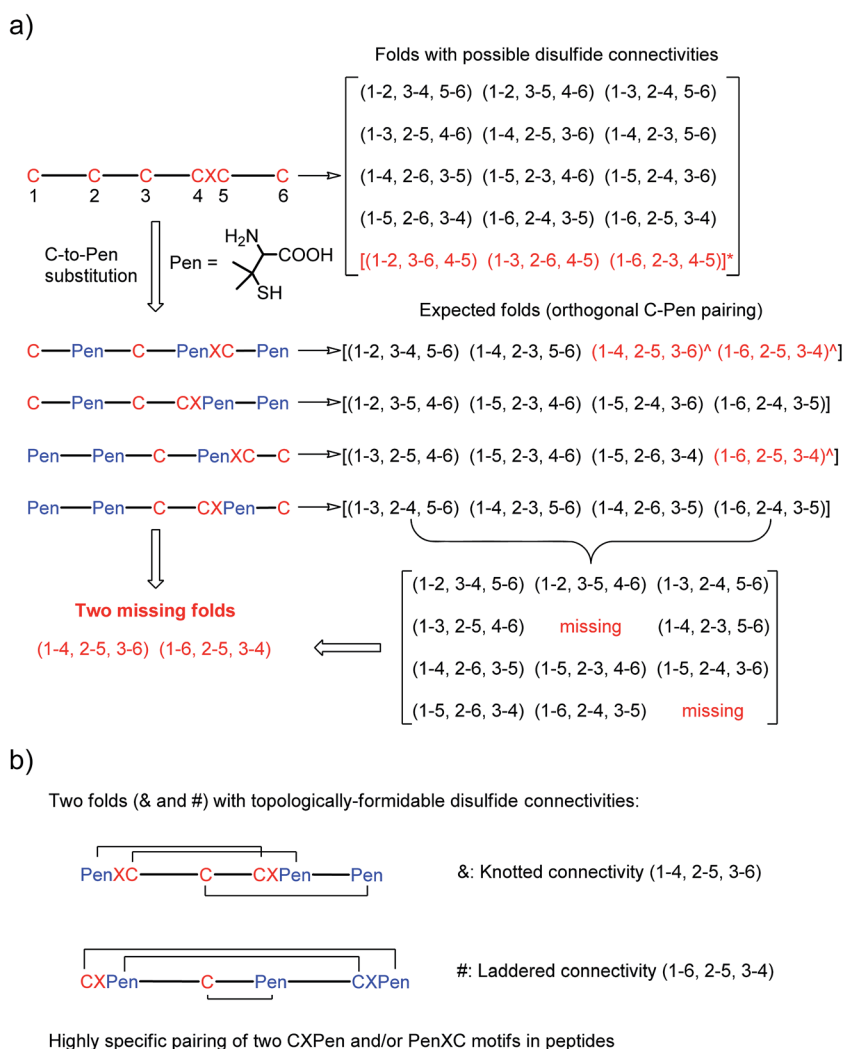 a)
Folds with possible disulfide connectivities
(1-2, 3-4, 5-6) (1-2, 3-5, 4-6) (1-3, 2-4, 5-6)
(1-3, 2-5, 4-6) (1-4, 2-5, 3-6) (1-4, 2-3, 5-6)
C C C CXC C
1 2 3 4 5 6
(1-4, 2-6, 3-5) (1-5, 2-3, 4-6) (1-5, 2-4, 3-6)
(1-5, 2-6, 3-4) (1-6, 2-4, 3-5) (1-6, 2-5, 3-4)
[(1-2, 3-6, 4-5) (1-3, 2-6, 4-5) (1-6, 2-3, 4-5)]*
C-to-Pen
substitution
Pen =
H2N
COOH
SH
Expected folds (orthogonal C-Pen pairing)
C Pen C PenXC Pen [(1-2, 3-4, 5-6) (1-4, 2-3, 5-6) (1-4, 2-5, 3-6)^ (1-6, 2-5, 3-4)^]
C Pen C CXPen Pen [(1-2, 3-5, 4-6) (1-5, 2-3, 4-6) (1-5, 2-4, 3-6) (1-6, 2-4, 3-5)]
Pen Pen C PenXC C [(1-3, 2-5, 4-6) (1-5, 2-3, 4-6) (1-5, 2-6, 3-4) (1-6, 2-5, 3-4)^]
Pen Pen C CXPen C [(1-3, 2-4, 5-6) (1-4, 2-3, 5-6) (1-4, 2-6, 3-5) (1-6, 2-4, 3-5)]
(1-2, 3-4, 5-6) (1-2, 3-5, 4-6) (1-3, 2-4, 5-6)
(1-3, 2-5, 4-6) missing (1-4, 2-3, 5-6)
(1-4, 2-6, 3-5) (1-5, 2-3, 4-6) (1-5, 2-4, 3-6)
(1-5, 2-6, 3-4) (1-6, 2-4, 3-5) missing
Two missing folds
(1-4, 2-5, 3-6) (1-6, 2-5, 3-4)
b)
Two folds (& and #) with topologically-formidable disulfide connectivities:
PenXC C CXPen Pen
&: Knotted connectivity (1-4, 2-5, 3-6)
CXPen C Pen CXPen
#: Laddered connectivity (1-6, 2-5, 3-4)
Highly specific pairing of two CXPen and/or PenXC motifs in peptides